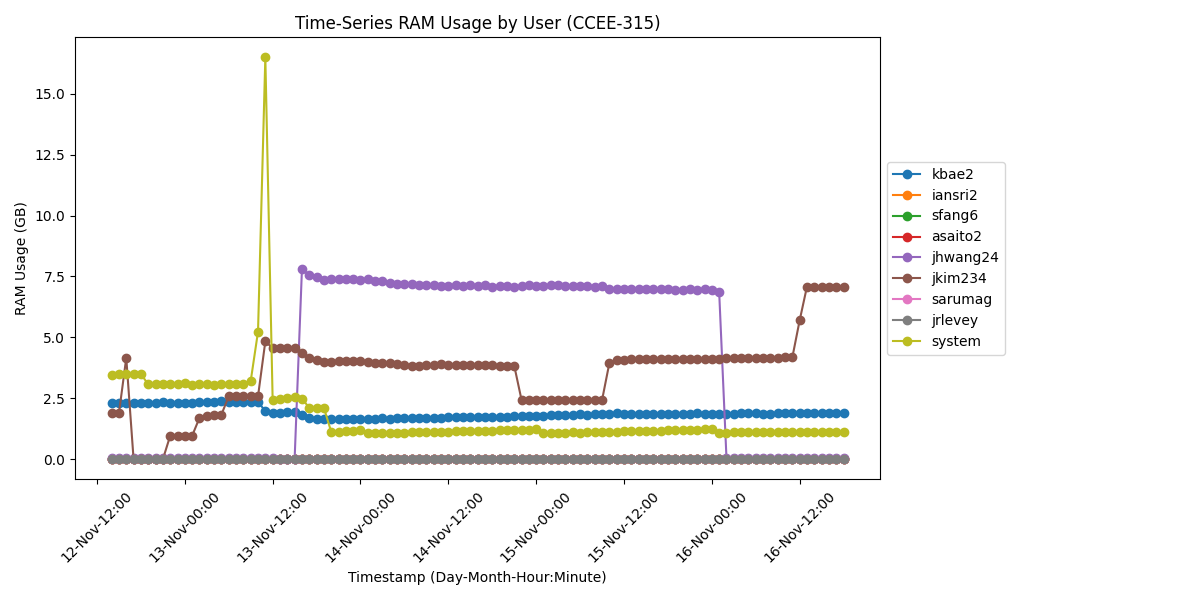 Time-Series RAM Usage by User (CCEE-315)
RAM Usage (GB)
15.0
12.5
10.0
7.5
5.0
2.5
0.0
12-Nov-12:00
13-Nov-00:00
13-Nov-12:00
14-Nov-00:00
14-Nov-12:00
15-Nov-00:00
15-Nov-12:00
16-Nov-00:00
16-Nov-12:00
Timestamp (Day-Month-Hour:Minute)
kbae2
iansri2
sfang6
asaito2
jhwang24
jkim234
sarumag
jrlevey
system